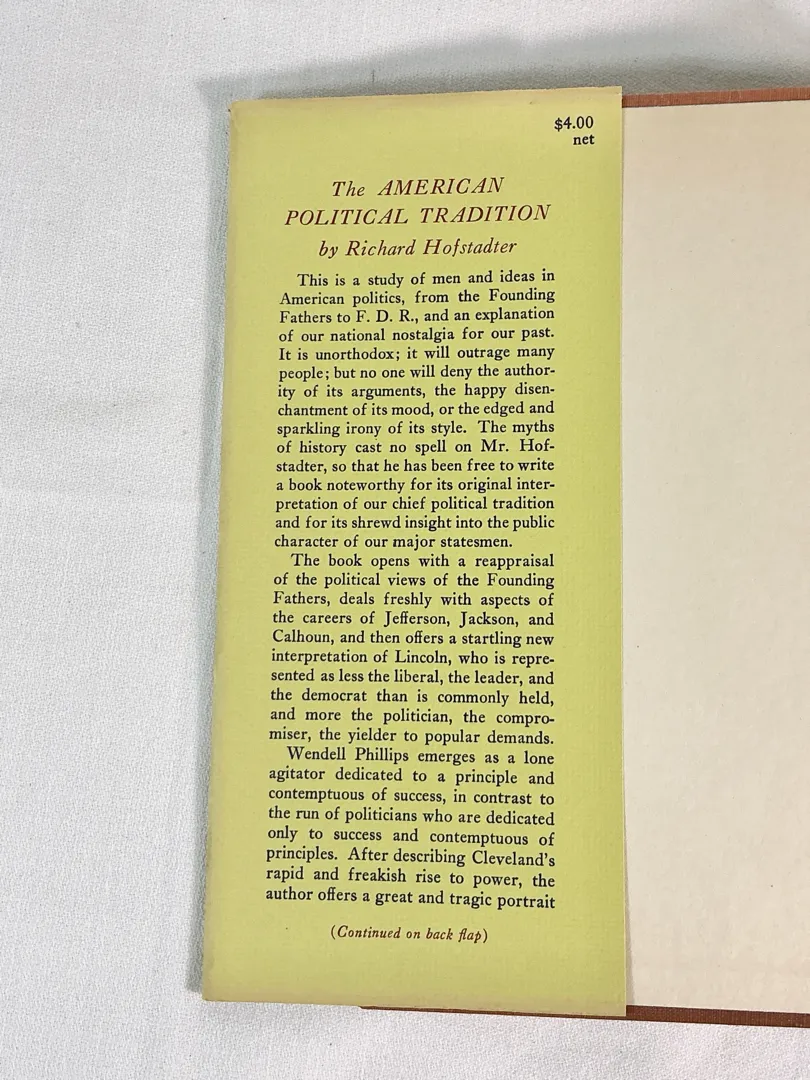 $4.00
net
The AMERICAN
POLITICAL TRADITION
by Richard Hofstadter
This is a study of men and ideas in
American politics, from the Founding
Fathers to F. D. R., and an explanation
of our national nostalgia for our past.
It is unorthodox; it will outrage many
people; but no one will deny the author-
ity of its arguments, the happy disen-
chantment of its mood, or the edged and
sparkling irony of its style. The myths
of history cast no spell on Mr. Hof-
stadter, so that he has been free to write
a book noteworthy for its original inter-
pretation of our chief political tradition
and for its shrewd insight into the public
character of our major statesmen.
The book opens with a reappraisal
of the political views of the Founding
Fathers, deals freshly with aspects of
the careers of Jefferson, Jackson, and
Calhoun, and then offers a startling new
interpretation of Lincoln, who is repre-
sented as less the liberal, the leader, and
the democrat than is commonly held,
and more the politician, the compro-
miser, the yielder to popular demands.
Wendell Phillips emerges as a lone
agitator dedicated to a principle and
contemptuous of success, in contrast to
the run of politicians who are dedicated
only to success and contemptuous of
principles. After describing Cleveland's
rapid and freakish rise to power, the
author offers a great and tragic portrait
(Continued on back flap)